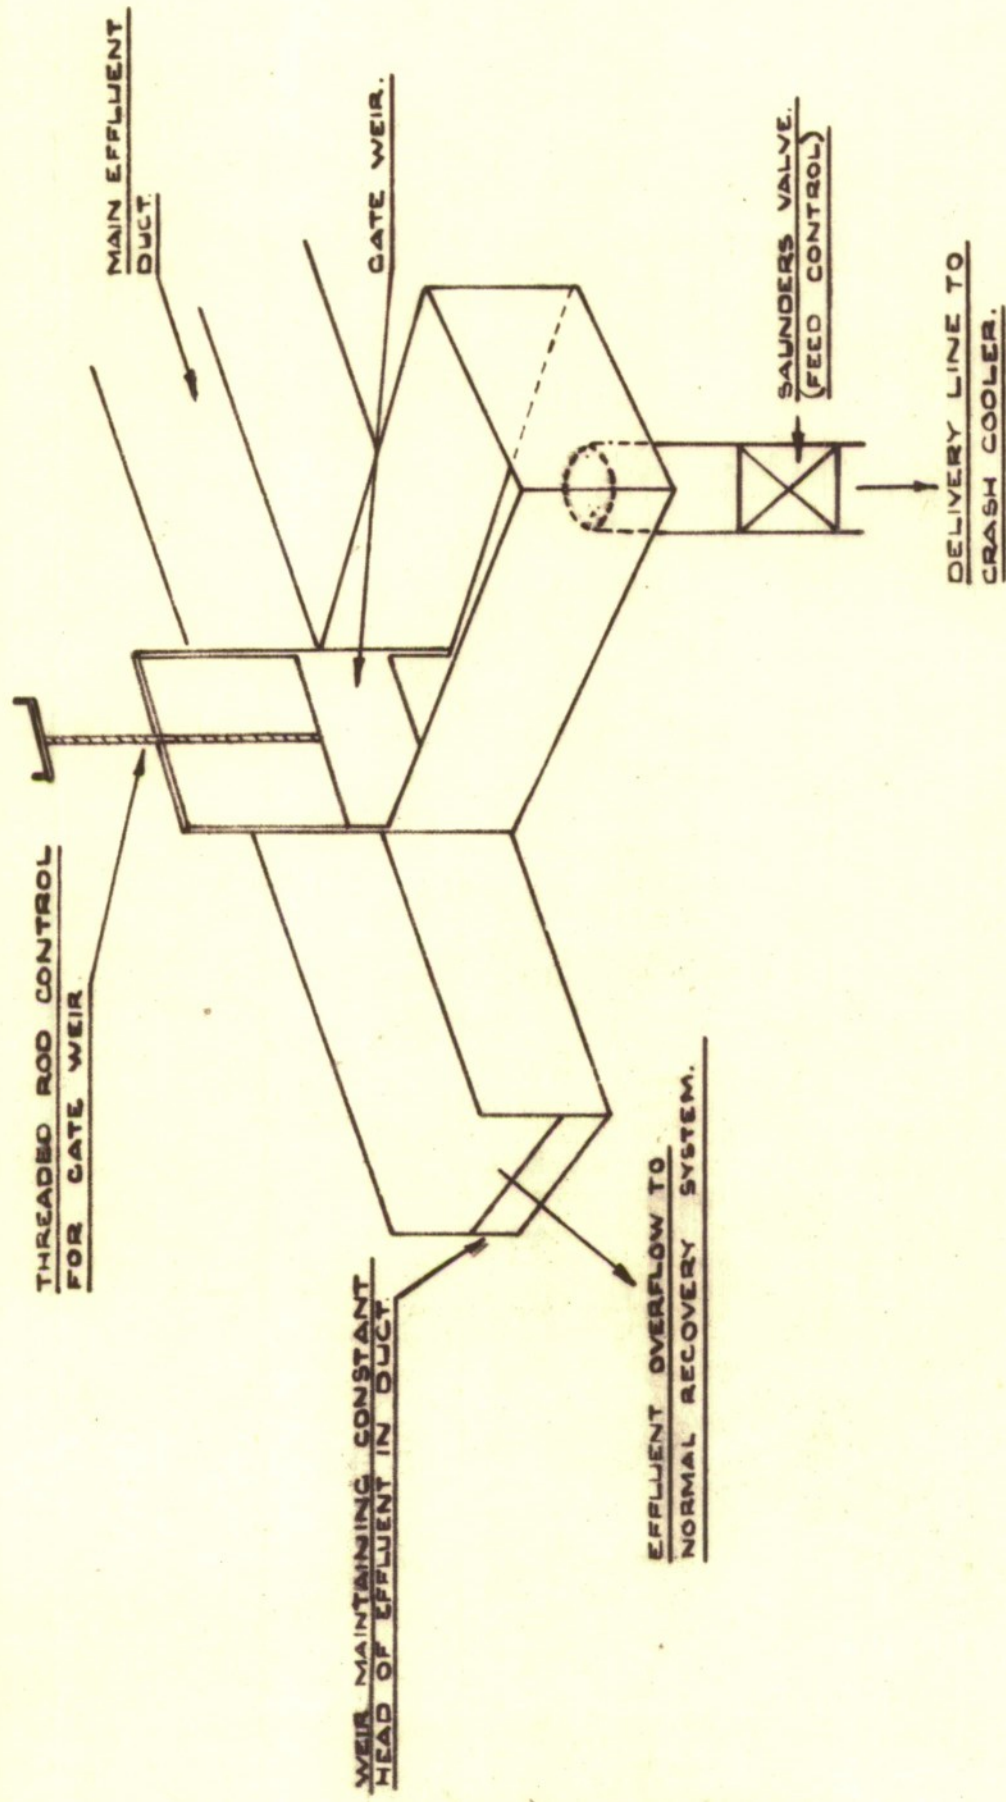 THREADED ROD CONTROL
FOR GATE WEIR
MAIN EFFLUENT
DUCT.
GATE WEIR.
WEIR MAINTAINING CONSTANT
HEAD OF EFFLUENT IN DUCT.
EFFLUENT OVERFLOW TO
NORMAL RECOVERY SYSTEM.
SAUNDERS VALVE.
(FEED CONTROL)
DELIVERY LINE TO
CRASH COOLER.